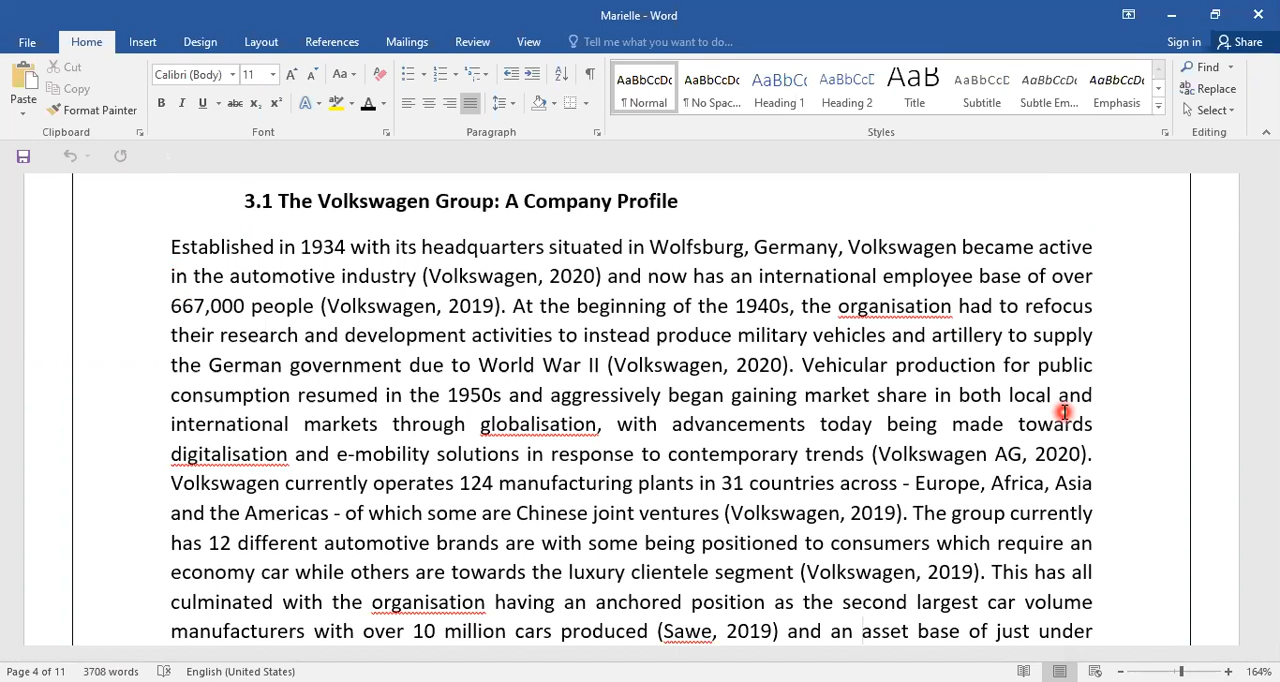 Marielle - Word
File Home Insert Design Layout References Mailings Review View Tell me what you want to do... Sign in Share
Cut
Copy
Format Painter
Paste
Clipboard
Calibri (Body) 11
Font
Paragraph
AaBbCcDc AaBbCcDc AaBbCc AaBbCcD AaB AaBbCcD AaBbCcDc AaBbCcDc
¶ Normal ¶ No Spac... Heading 1 Heading 2 Title Subtitle Subtle Em... Emphasis
Styles
Find
Replace
Select
Editing
3.1 The Volkswagen Group: A Company Profile
Established in 1934 with its headquarters situated in Wolfsburg, Germany, Volkswagen became active
in the automotive industry (Volkswagen, 2020) and now has an international employee base of over
667,000 people (Volkswagen, 2019). At the beginning of the 1940s, the organisation had to refocus
their research and development activities to instead produce military vehicles and artillery to supply
the German government due to World War II (Volkswagen, 2020). Vehicular production for public
consumption resumed in the 1950s and aggressively began gaining market share in both local and
international markets through globalisation, with advancements today being made towards
digitalisation and e-mobility solutions in response to contemporary trends (Volkswagen AG, 2020).
Volkswagen currently operates 124 manufacturing plants in 31 countries across - Europe, Africa, Asia
and the Americas - of which some are Chinese joint ventures (Volkswagen, 2019). The group currently
has 12 different automotive brands are with some being positioned to consumers which require an
economy car while others are towards the luxury clientele segment (Volkswagen, 2019). This has all
culminated with the organisation having an anchored position as the second largest car volume
manufacturers with over 10 million cars produced (Sawe, 2019) and an asset base of just under
Page 4 of 11 3708 words English (United States) 164%